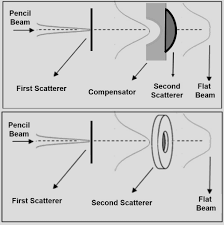 Pencil
Beam
First Scatterer
Compensator
Second
Scatterer
Flat
Beam
Pencil
Beam
First Scatterer
Second Scatterer
Flat
Beam